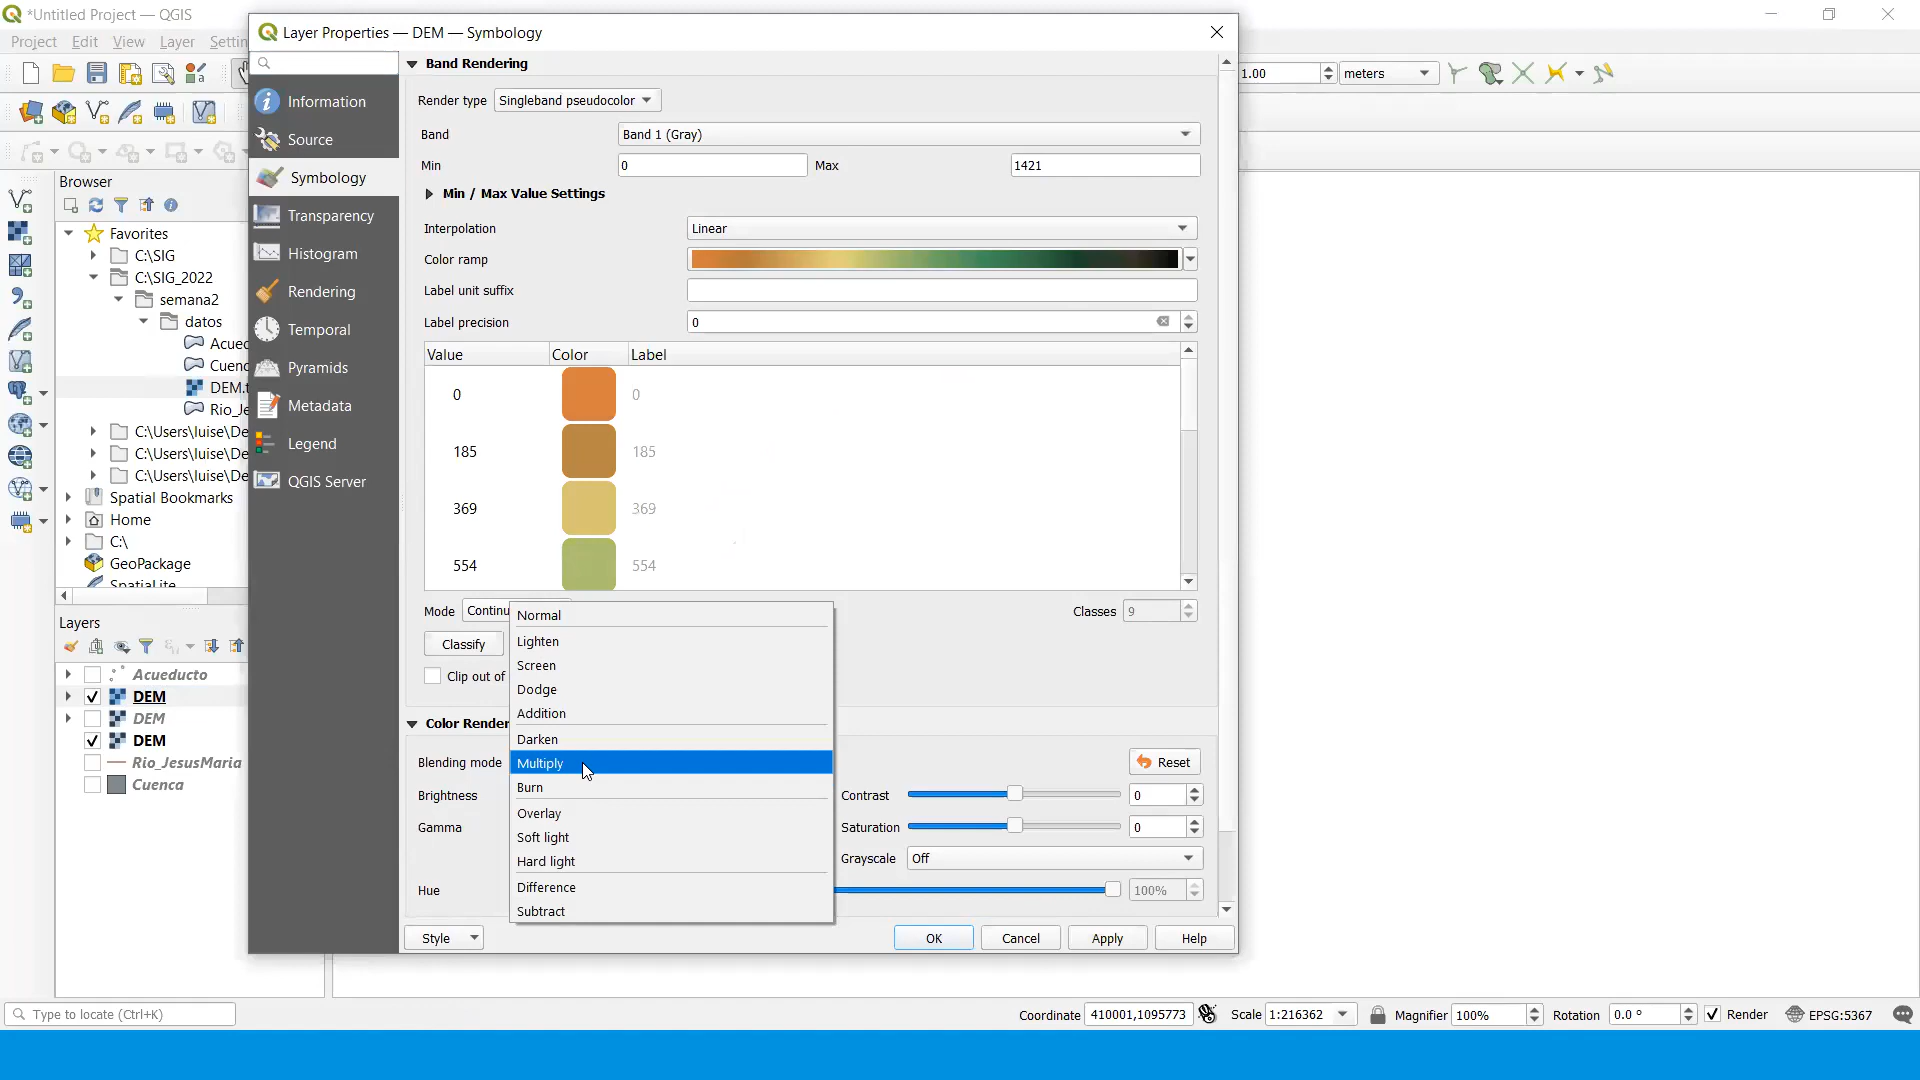 *Untitled Project — QGIS
Project Edit View Layer
Layer Properties — DEM — Symbology
1.00 meters
Information
Source
Symbology
Transparency
Histogram
Rendering
Temporal
Pyramids
Metadata
Legend
QGIS Server
Band Rendering
Render type Singleband pseudocolor
Band Band 1 (Gray)
Min 0 Max 1421
Min / Max Value Settings
Interpolation Linear
Color ramp
Label unit suffix
Label precision 0
Value Color Label
0 0
185 185
369 369
554 554
Mode Classes 9
Classify
Clip out of
Normal
Lighten
Screen
Dodge
Addition
Darken
Multiply
Burn
Overlay
Soft light
Hard light
Difference
Subtract
Blending mode Reset
Brightness Contrast 0
Gamma Saturation 0
Grayscale Off
Hue 100%
Style OK Cancel Apply Help
Browser
Favorites
C:\SIG
C:\SIG_2022
semana2
datos
Acued
Cuenc
DEM.t
Rio_Je
C:\Users\luise\De
C:\Users\luise\De
C:\Users\luise\De
Spatial Bookmarks
Home
C:\
GeoPackage
SpatiaLite
Layers
Acueducto
DEM
DEM
DEM
Rio_JesusMaria
Cuenca
Type to locate (Ctrl+K) Coordinate 410001,1095773 Scale 1:216362 Magnifier 100% Rotation 0.0 ° Render EPSG:5367